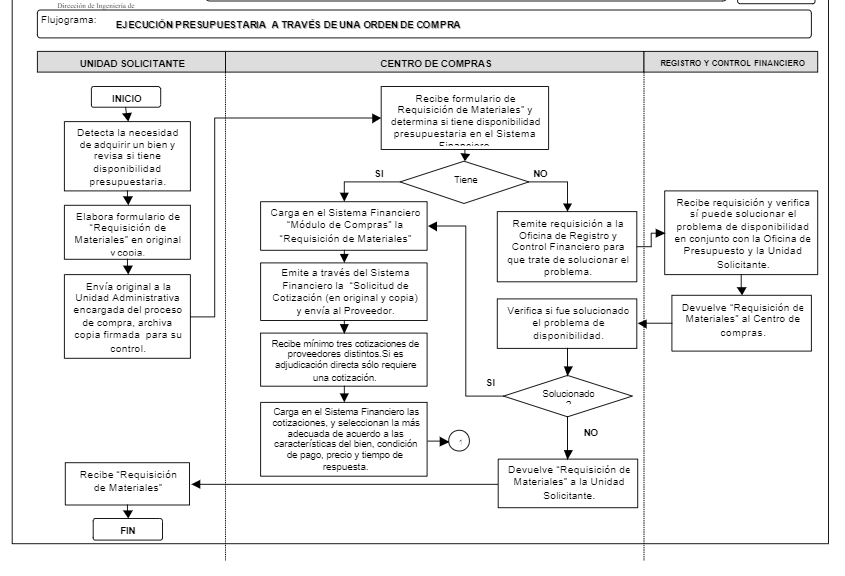 Dirección de Ingeniería de
Flujograma:
EJECUCIÓN PRESUPUESTARIA A TRAVÉS DE UNA ORDEN DE COMPRA
UNIDAD SOLICITANTE
CENTRO DE COMPRAS
REGISTRO Y CONTROL FINANCIERO
INICIO
Detecta la necesidad
de adquirir un bien y
revisa si tiene
disponibilidad
presupuestaria.
Elabora formulario de
"Requisición de
Materiales" en original
y copia.
Envía original a la
Unidad Administrativa
encargada del proceso
de compra, archiva
copia firmada para su
control.
Recibe formulario de
Requisición de Materiales" y
determina si tiene disponibilidad
presupuestaria en el Sistema
Financiero
Tiene
SI
NO
Carga en el Sistema Financiero
"Módulo de Compras" la
"Requisición de Materiales"
Emite a través del Sistema
Financiero la "Solicitud de
Cotización (en original y copia)
y envía al Proveedor.
Recibe mínimo tres cotizaciones de
proveedores distintos.Si es
adjudicación directa sólo requiere
una cotización.
Carga en el Sistema Financiero las
cotizaciones, y seleccionan la más
adecuada de acuerdo a las
características del bien, condición
de pago, precio y tiempo de
respuesta.
Remite requisición a la
Oficina de Registro y
Control Financiero para
que trate de solucionar el
problema.
Recibe requisición y verifica
sí puede solucionar el
problema de disponibilidad
en conjunto con la Oficina de
Presupuesto y la Unidad
Solicitante.
Devuelve "Requisición de
Materiales" al Centro de
compras.
Verifica si fue solucionado
el problema de
disponibilidad.
Solucionado
?
SI
NO
Devuelve "Requisición de
Materiales" a la Unidad
Solicitante.
Recibe "Requisición
de Materiales"
FIN